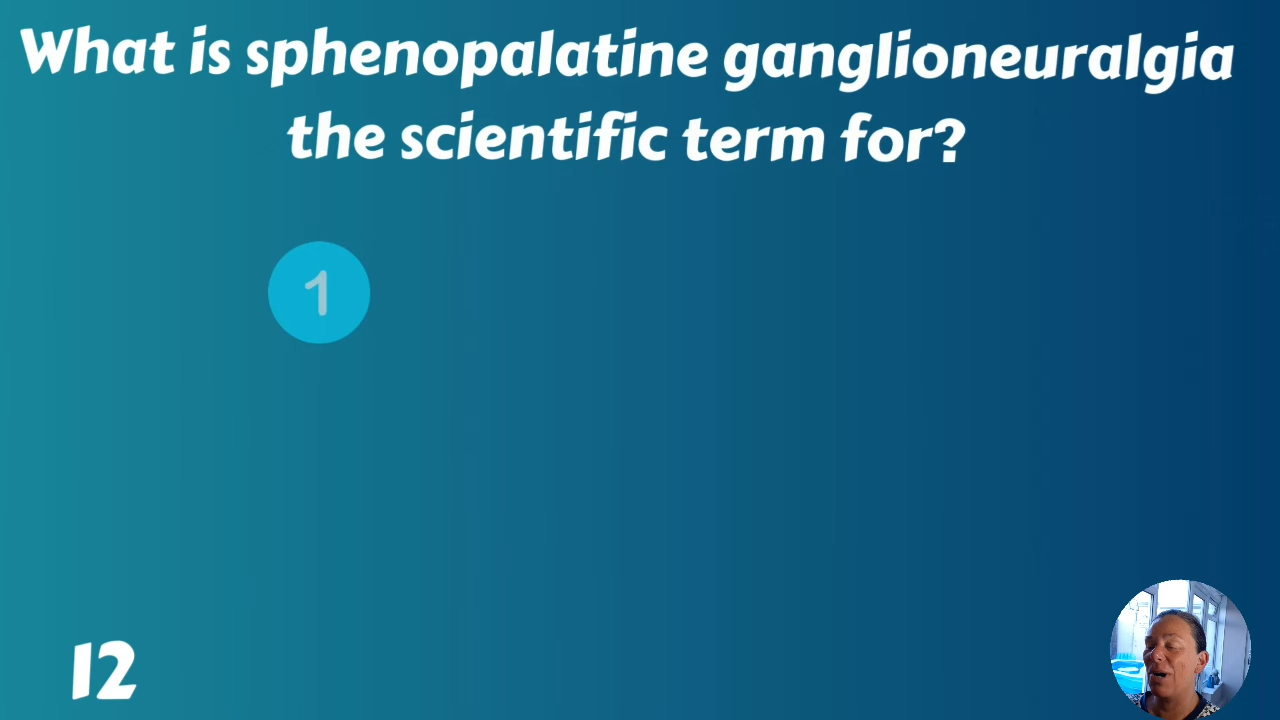 What is sphenopalatine ganglioneuralgia
the scientific term for?
1
12